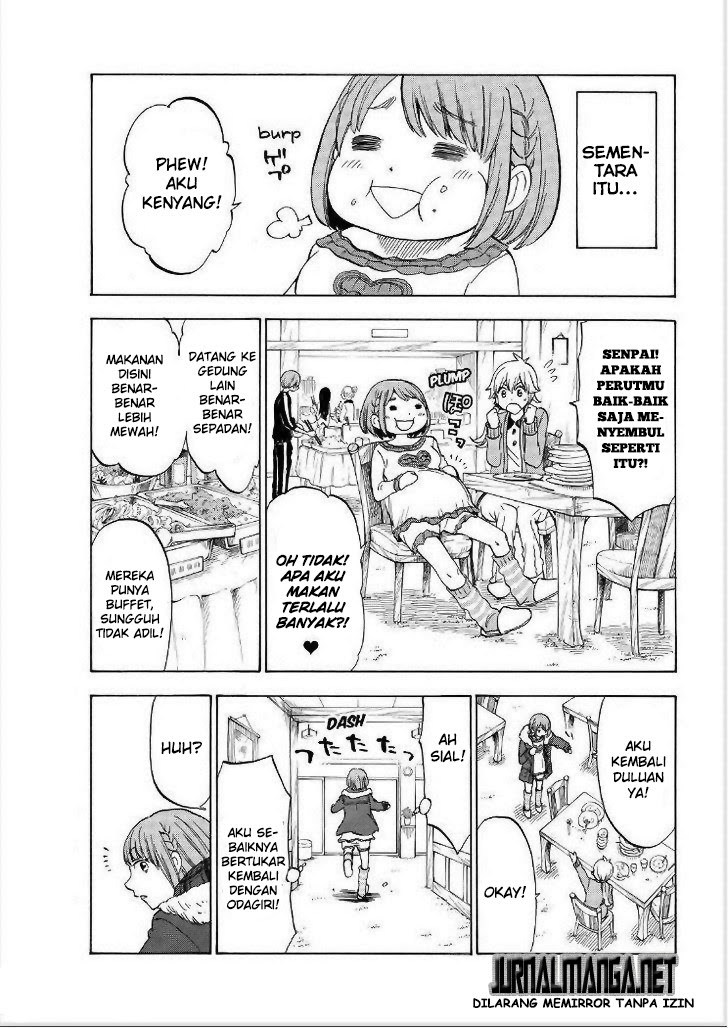 SEMEN-
TARA
ITU...
burp
ゲプ
PHEW!
AKU
KENYANG!
SENPAI!
APAKAH
PERUTMU
BAIK-BAIK
SAJA ME-
NYEMBUL
SEPERTI
ITU?!
PLUMP
OH TIDAK!
APA AKU
MAKAN
TERLALU
BANYAK?!
♥
DATANG KE
GEDUNG
LAIN
BENAR-
BENAR
SEPADAN!
MAKANAN
DISINI
BENAR-
BENAR
LEBIH
MEWAH!
MEREKA
PUNYA
BUFFET,
SUNGGUH
TIDAK ADIL!
AKU
KEMBALI
DULUAN
YA!
OKAY!
AH
SIAL!
DASH
ったたたっ
AKU SE-
BAIKNYA
BERTUKAR
KEMBALI
DENGAN
ODAGIRI
HUH?
JURNALMANGA.NET
DILARANG MEMIRROR TANPA IZIN